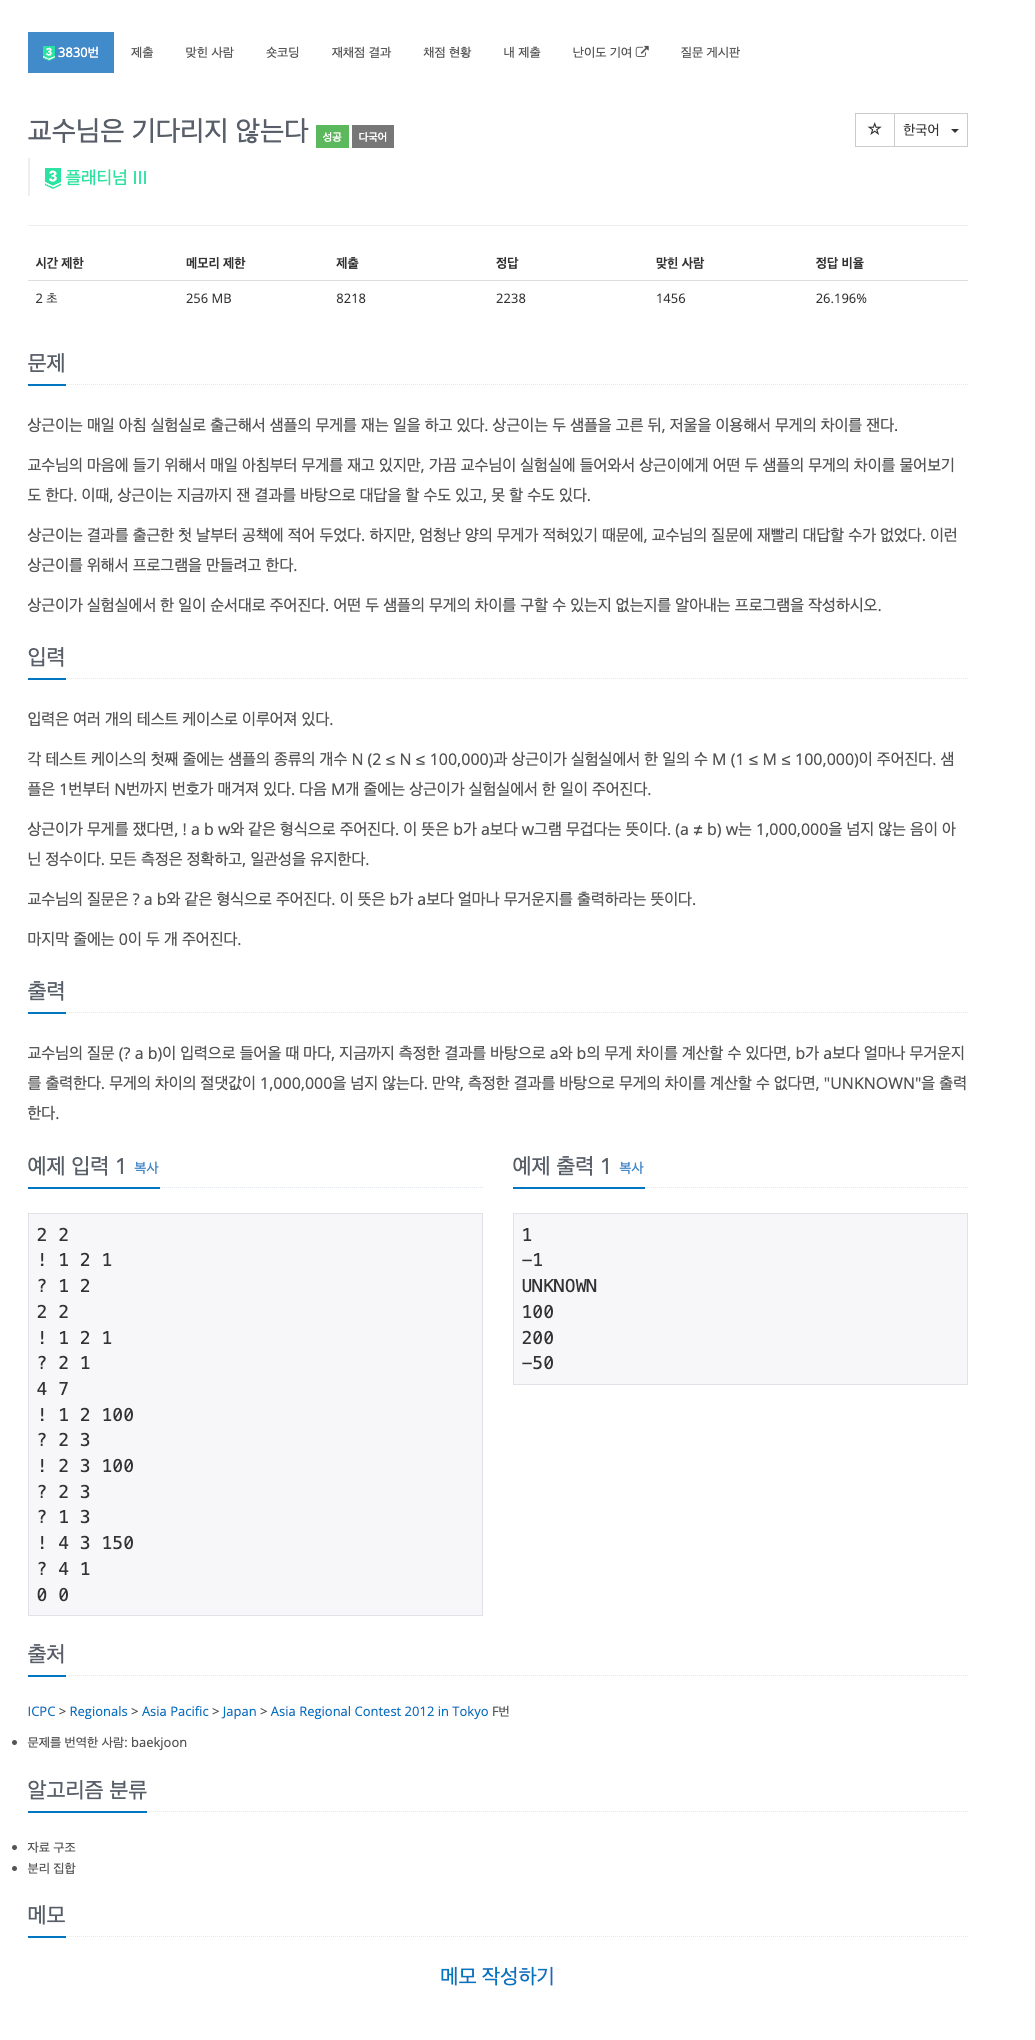 3830번 제출 맞힌 사람 숏코딩 재채점 결과 채점 현황 내 제출 난이도 기여 질문 게시판
교수님은 기다리지 않는다 성공 다국어 ☆ 한국어
3 플래티넘 III
시간 제한 메모리 제한 제출 정답 맞힌 사람 정답 비율
2 초 256 MB 8218 2238 1456 26.196%
문제
상근이는 매일 아침 실험실로 출근해서 샘플의 무게를 재는 일을 하고 있다. 상근이는 두 샘플을 고른 뒤, 저울을 이용해서 무게의 차이를 잰다.
교수님의 마음에 들기 위해서 매일 아침부터 무게를 재고 있지만, 가끔 교수님이 실험실에 들어와서 상근이에게 어떤 두 샘플의 무게의 차이를 물어보기
도 한다. 이때, 상근이는 지금까지 잰 결과를 바탕으로 대답을 할 수도 있고, 못 할 수도 있다.
상근이는 결과를 출근한 첫 날부터 공책에 적어 두었다. 하지만, 엄청난 양의 무게가 적혀있기 때문에, 교수님의 질문에 재빨리 대답할 수가 없었다. 이런
상근이를 위해서 프로그램을 만들려고 한다.
상근이가 실험실에서 한 일이 순서대로 주어진다. 어떤 두 샘플의 무게의 차이를 구할 수 있는지 없는지를 알아내는 프로그램을 작성하시오.
입력
입력은 여러 개의 테스트 케이스로 이루어져 있다.
각 테스트 케이스의 첫째 줄에는 샘플의 종류의 개수 N (2 ≤ N ≤ 100,000)과 상근이가 실험실에서 한 일의 수 M (1 ≤ M ≤ 100,000)이 주어진다. 샘
플은 1번부터 N번까지 번호가 매겨져 있다. 다음 M개 줄에는 상근이가 실험실에서 한 일이 주어진다.
상근이가 무게를 쟀다면, ! a b w와 같은 형식으로 주어진다. 이 뜻은 b가 a보다 w그램 무겁다는 뜻이다. (a ≠ b) w는 1,000,000을 넘지 않는 음이 아
닌 정수이다. 모든 측정은 정확하고, 일관성을 유지한다.
교수님의 질문은 ? a b와 같은 형식으로 주어진다. 이 뜻은 b가 a보다 얼마나 무거운지를 출력하라는 뜻이다.
마지막 줄에는 0이 두 개 주어진다.
출력
교수님의 질문 (? a b)이 입력으로 들어올 때 마다, 지금까지 측정한 결과를 바탕으로 a와 b의 무게 차이를 계산할 수 있다면, b가 a보다 얼마나 무거운지
를 출력한다. 무게의 차이의 절댓값이 1,000,000을 넘지 않는다. 만약, 측정한 결과를 바탕으로 무게의 차이를 계산할 수 없다면, "UNKNOWN"을 출력
한다.
예제 입력 1 복사
2 2
! 1 2 1
? 1 2
2 2
! 1 2 1
? 2 1
4 7
! 1 2 100
? 2 3
! 2 3 100
? 2 3
? 1 3
! 4 3 150
? 4 1
0 0
예제 출력 1 복사
1
-1
UNKNOWN
100
200
-50
출처
ICPC > Regionals > Asia Pacific > Japan > Asia Regional Contest 2012 in Tokyo F번
• 문제를 번역한 사람: baekjoon
알고리즘 분류
• 자료 구조
• 분리 집합
메모
메모 작성하기